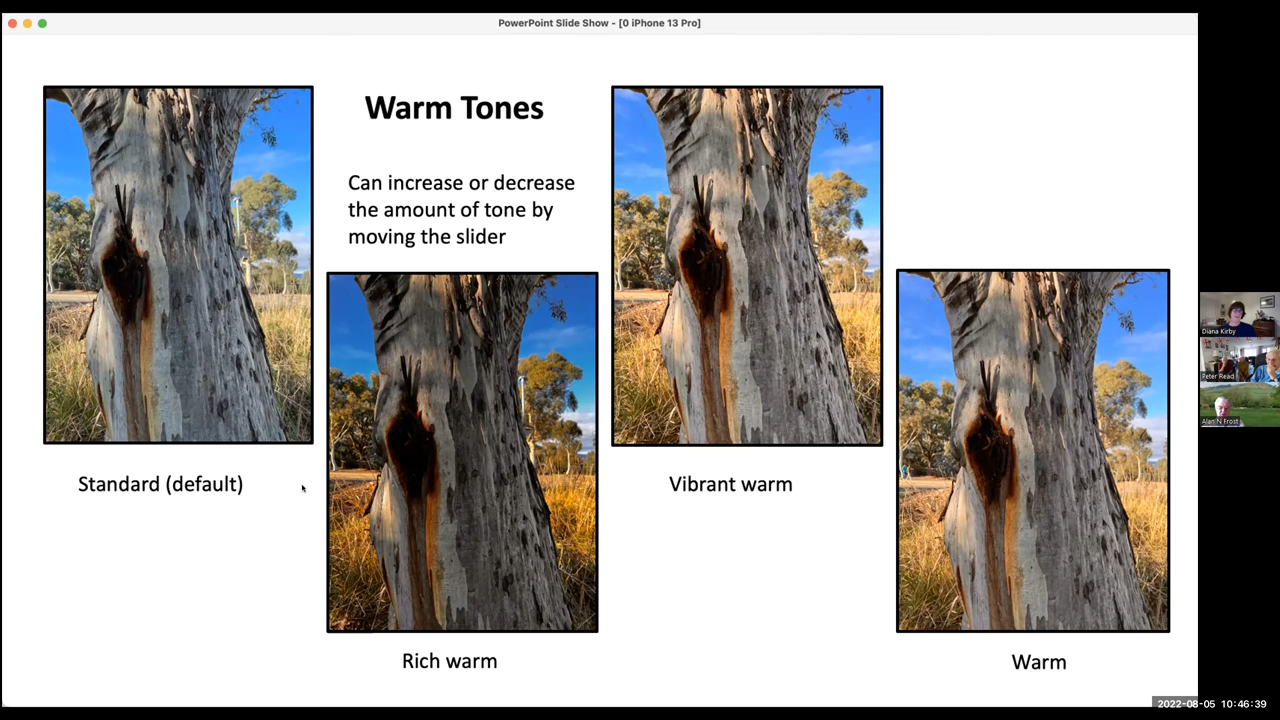 PowerPoint Slide Show - [0 iPhone 13 Pro]
Warm Tones
Can increase or decrease
the amount of tone by
moving the slider
Standard (default)
Vibrant warm
Rich warm
Warm
Diana Kirby
Peter Read
Alan N Frost
2022-08-05 10:46:39